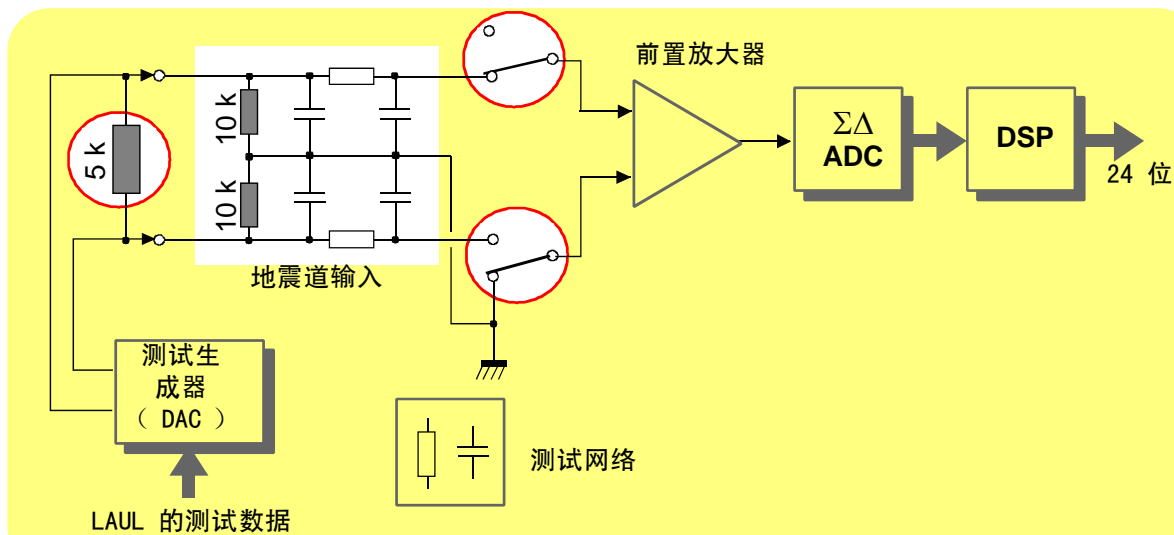 前置放大器
10 k
5 k
10 k
ΣΔ
ADC
DSP
24 位
地震道输入
测试生
成器
( DAC )
测试网络
LAUL 的测试数据